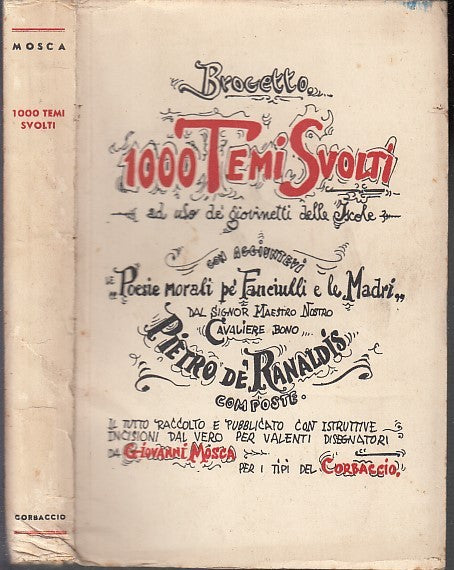 MOSCA
1000 TEMI
SVOLTI
CORBACCIO
Brocetto
1000 TEMI SVOLTI
ad uso de' giovinetti delle Iscole
CON AGGIUNTEVI
LE
"Poesie morali pe' Fanciulli e le Madri"
DAL SIGNOR MAESTRO NOSTRO
CAVALIERE BONO...
PIETRO DE' RANALDIS
COMPOSTE.
IL TUTTO RACCOLTO E PUBBLICATO CON ISTRUTTIVE
INCISIONI DAL VERO PER VALENTI DISEGNATORI
DA GIOVANNI MOSCA
PER I TIPI DEL CORBACCIO.